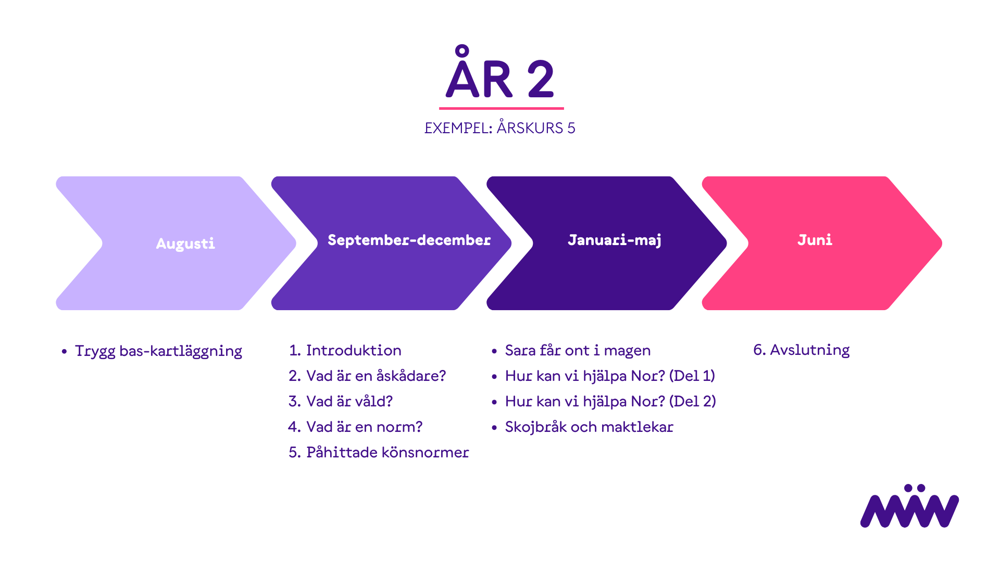 ÅR 2
EXEMPEL: ÅRSKURS 5
Augusti
September-december
Januari-maj
Juni
• Trygg bas-kartläggning
1. Introduktion
2. Vad är en åskådare?
3. Vad är våld?
4. Vad är en norm?
5. Påhittade könsnormer
• Sara får ont i magen
• Hur kan vi hjälpa Nor? (Del 1)
• Hur kan vi hjälpa Nor? (Del 2)
• Skojbråk och maktlekar
6. Avslutning